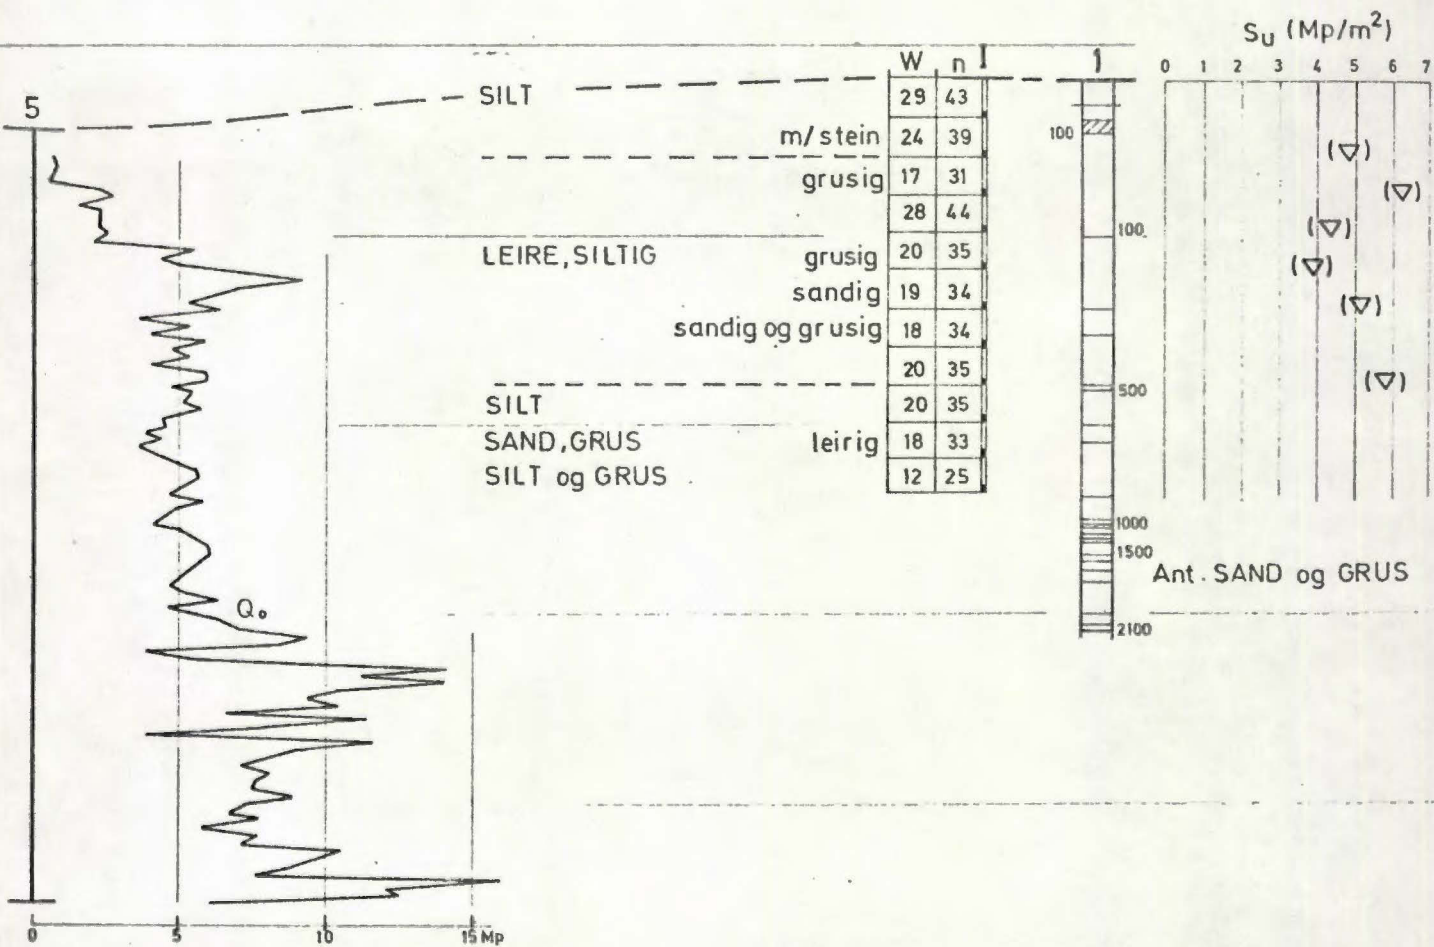 Su (Mp/m²)
W n I 1 0 1 2 3 4 5 6 7
5
SILT 29 43
m/stein 24 39 100 (▽)
grusig 17 31 (▽)
28 44 100 (▽)
LEIRE, SILTIG grusig 20 35 (▽)
sandig 19 34 (▽)
sandig og grusig 18 34
20 35 500 (▽)
SILT 20 35
SAND, GRUS leirig 18 33
SILT og GRUS 12 25
1000
1500
Ant. SAND og GRUS
Qo
2100
0 5 10 15 Mp